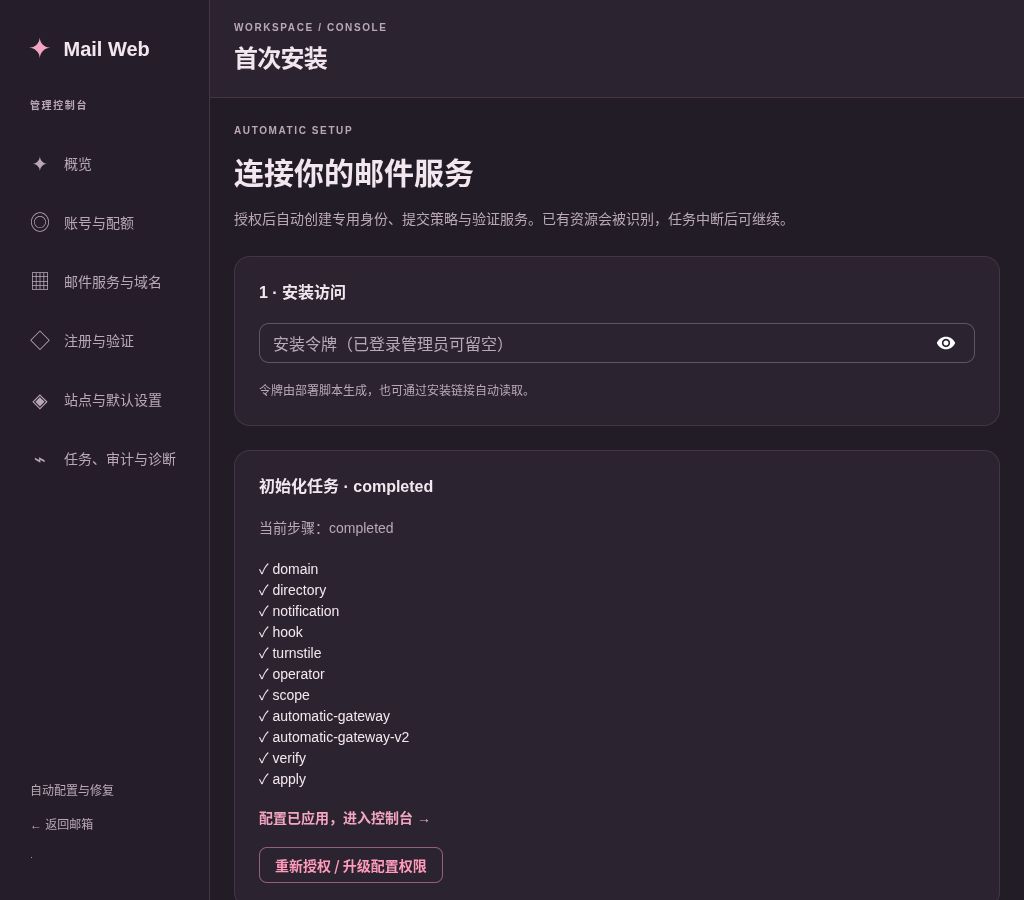 Mail Web
管理控制台
概览
账号与配额
邮件服务与域名
注册与验证
站点与默认设置
任务、审计与诊断
自动配置与修复
← 返回邮箱
WORKSPACE / CONSOLE
首次安装
AUTOMATIC SETUP
连接你的邮件服务
授权后自动创建专用身份、提交策略与验证服务。已有资源会被识别，任务中断后可继续。
1 · 安装访问
安装令牌（已登录管理员可留空）
令牌由部署脚本生成，也可通过安装链接自动读取。
初始化任务 · completed
当前步骤：completed
✓ domain
✓ directory
✓ notification
✓ hook
✓ turnstile
✓ operator
✓ scope
✓ automatic-gateway
✓ automatic-gateway-v2
✓ verify
✓ apply
配置已应用，进入控制台 →
重新授权 / 升级配置权限